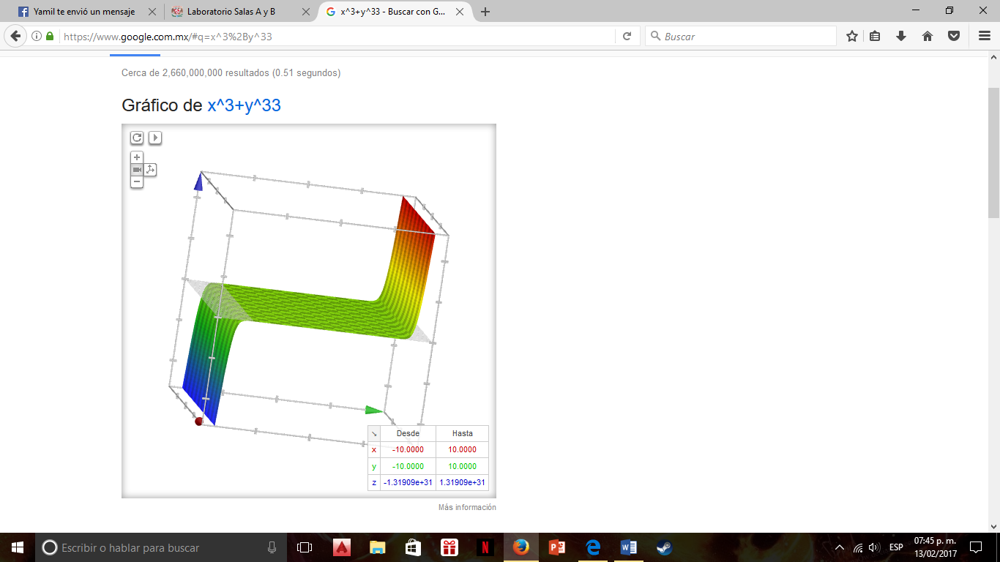 Yamil te envió un mensaje
Laboratorio Salas A y B
x^3+y^33 - Buscar con G...
https://www.google.com.mx/#q=x^3%2By^33
Buscar
Cerca de 2,660,000,000 resultados (0.51 segundos)
Gráfico de x^3+y^33
Desde Hasta
x -10.0000 10.0000
y -10.0000 10.0000
z -1.31909e+31 1.31909e+31
Más información
Escribir o hablar para buscar
ESP
07:45 p. m.
13/02/2017